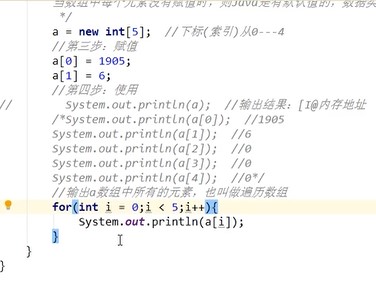 当数组中每个元素没有赋值时，则Java是有默认值的，数据类
*/
a = new int[5];  //下标(索引)从0---4
//第三步：赋值
a[0] = 1905;
a[1] = 6;
//第四步：使用
//        System.out.println(a);  //输出结果：[I@内存地址
/*System.out.println(a[0]);  //1905
System.out.println(a[1]);  //6
System.out.println(a[2]);  //0
System.out.println(a[3]);  //0
System.out.println(a[4]);  //0*/
//输出a数组中所有的元素，也叫做遍历数组
for(int i = 0;i < 5;i++){
System.out.println(a[i]);
}
}
}